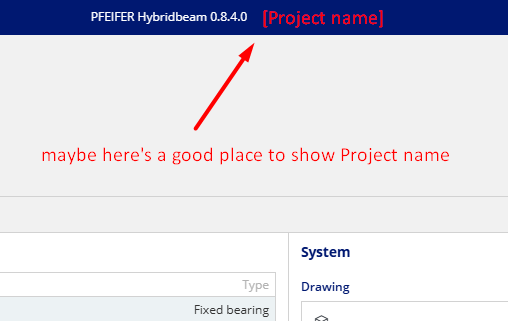 PFEIFER Hybridbeam 0.8.4.0 [Project name]
maybe here's a good place to show Project name
System
Type
Drawing
Fixed bearing